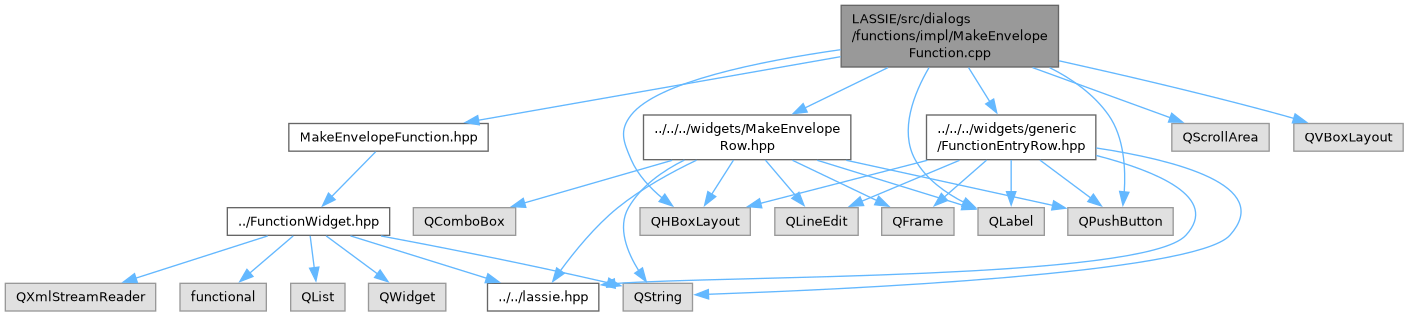 LASSIE/src/dialogs
/functions/impl/MakeEnvelope
Function.cpp
MakeEnvelopeFunction.hpp
../../../widgets/MakeEnvelope
Row.hpp
../../../widgets/generic
/FunctionEntryRow.hpp
QScrollArea
QVBoxLayout
../FunctionWidget.hpp
QComboBox
QHBoxLayout
QLineEdit
QFrame
QLabel
QPushButton
QXmlStreamReader
functional
QList
QWidget
../../lassie.hpp
QString